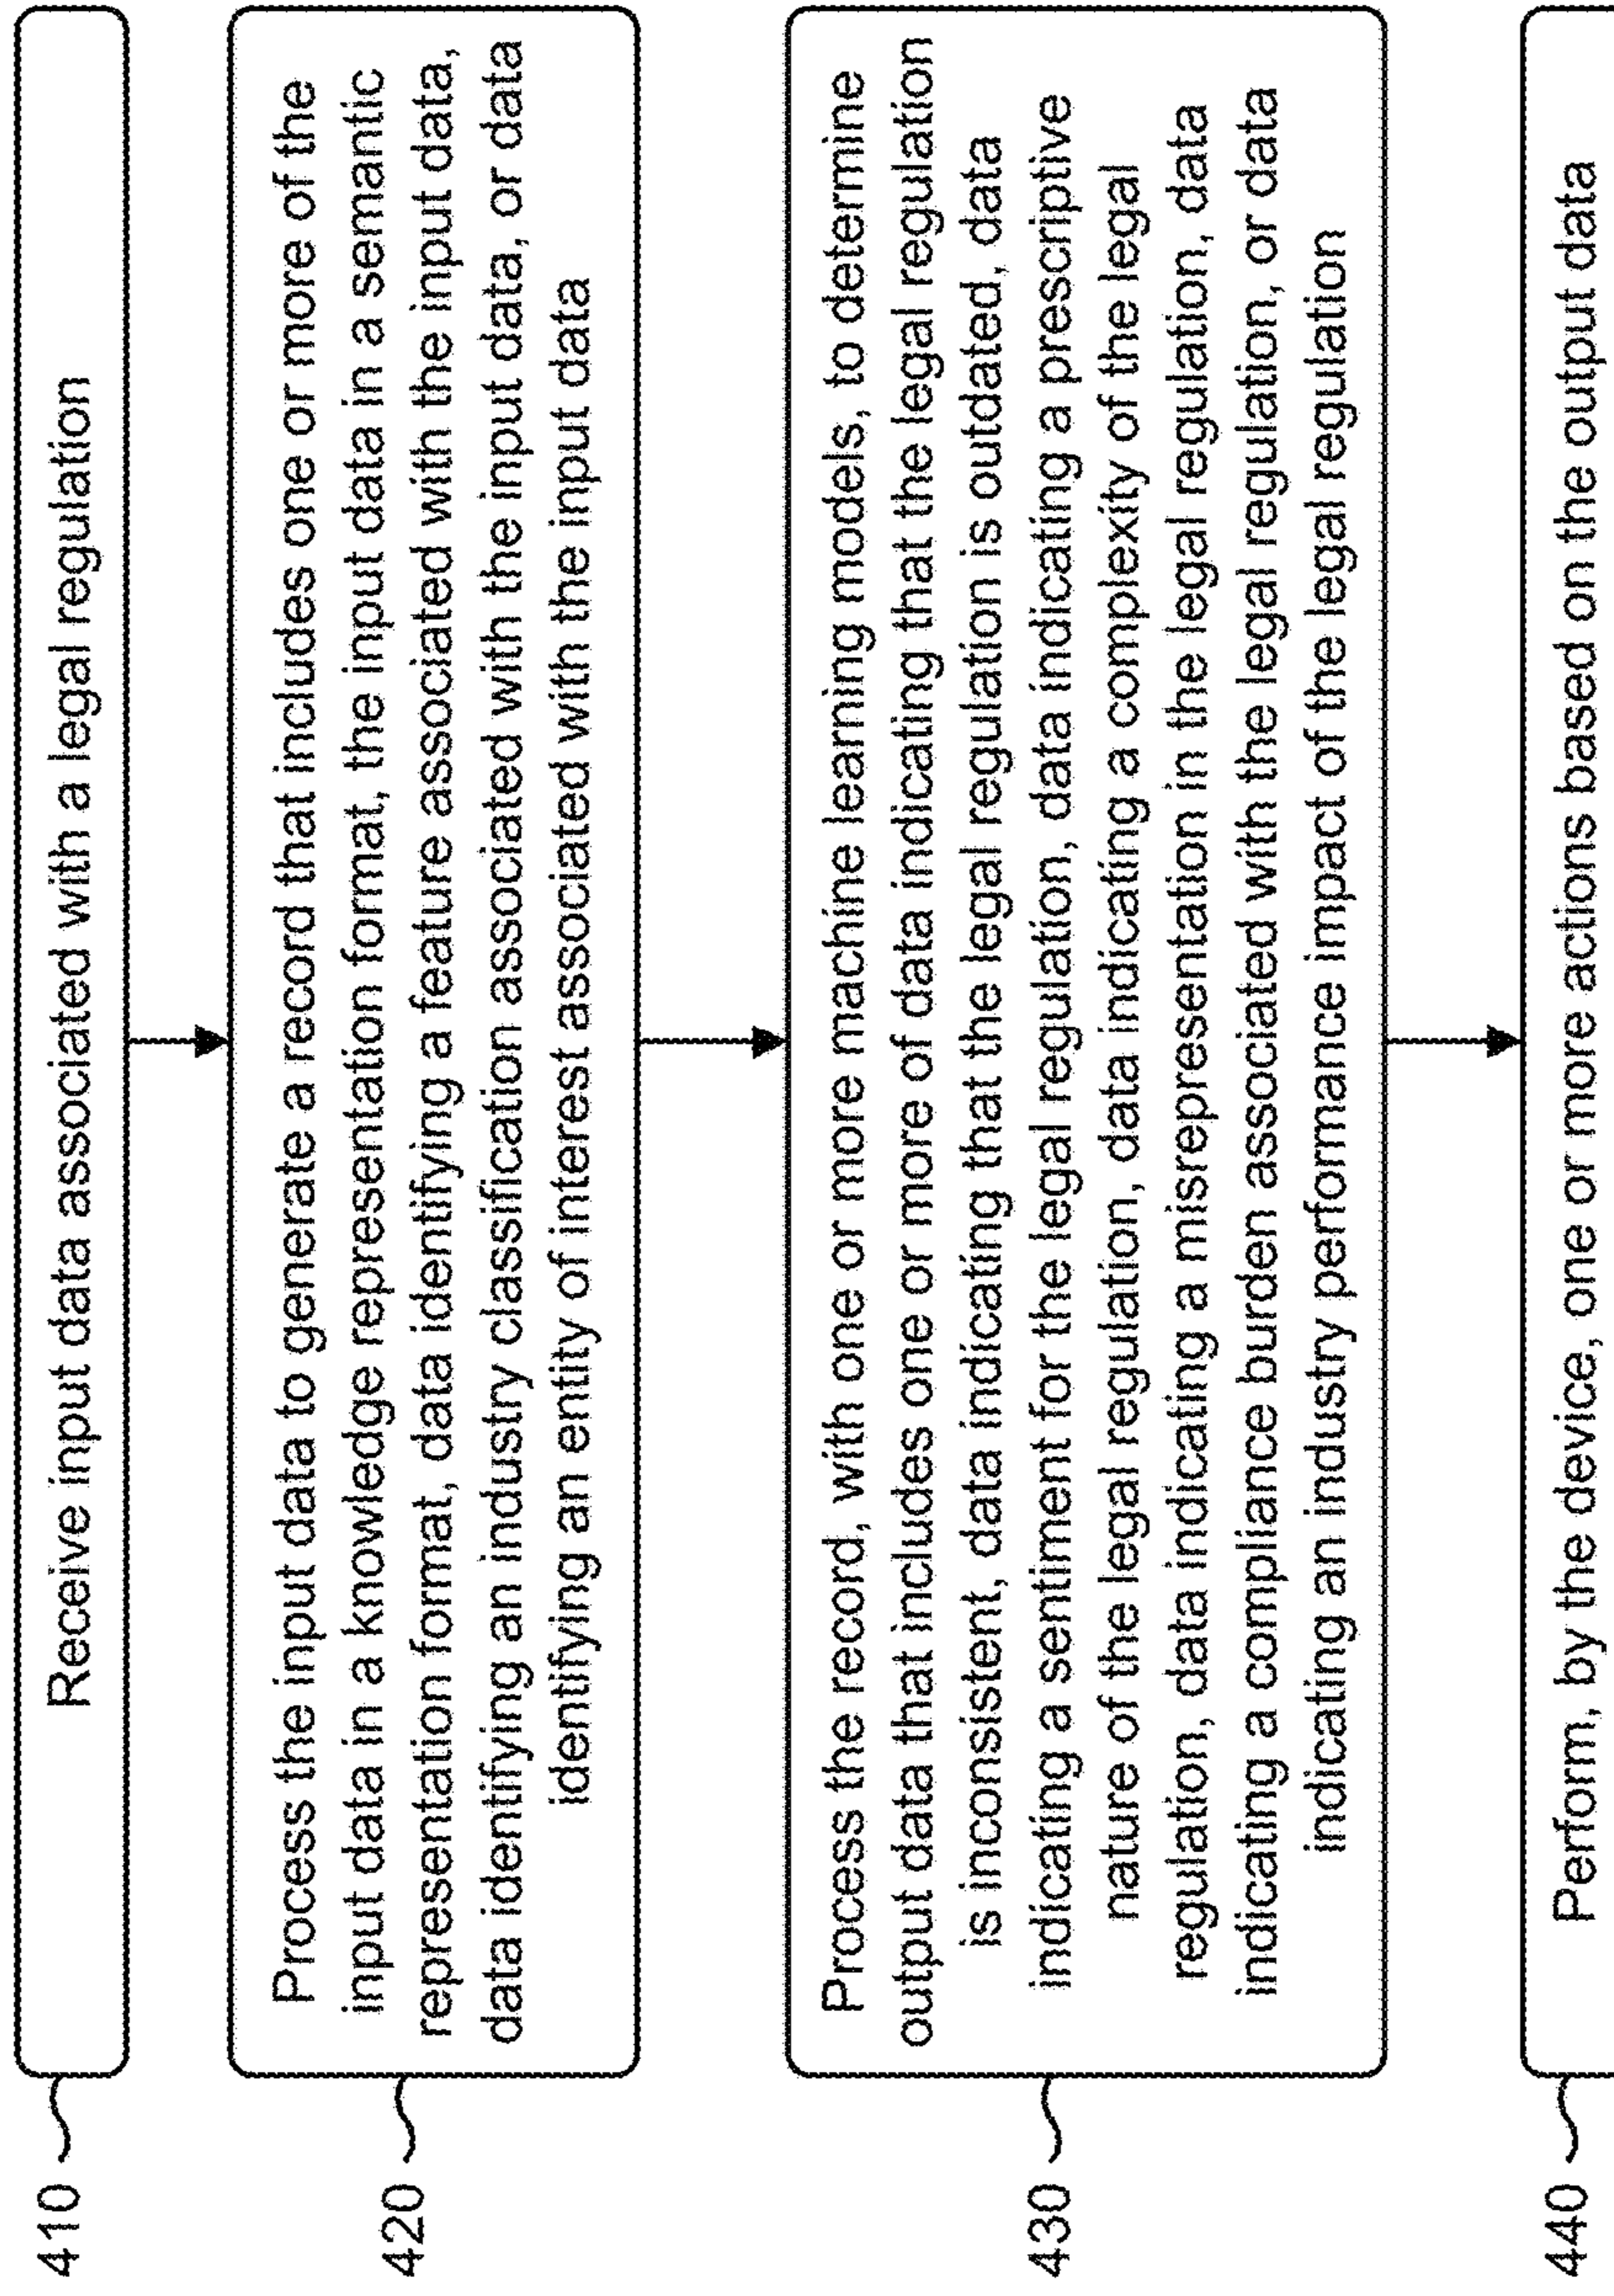 410
Receive input data associated with a legal regulation
420
Process the input data to generate a record that includes one or more of the
input data in a knowledge representation format, the input data in a semantic
representation format, data identifying a feature associated with the input data,
data identifying an industry classification associated with the input data, or data
identifying an entity of interest associated with the input data
430
Process the record, with one or more machine learning models, to determine
output data that includes one or more of data indicating that the legal regulation
is inconsistent, data indicating that the legal regulation is outdated, data
indicating a sentiment for the legal regulation, data indicating a prescriptive
nature of the legal regulation, data indicating a complexity of the legal
regulation, data indicating a misrepresentation in the legal regulation, data
indicating a compliance burden associated with the legal regulation, or data
indicating an industry performance impact of the legal regulation
440
Perform, by the device, one or more actions based on the output data